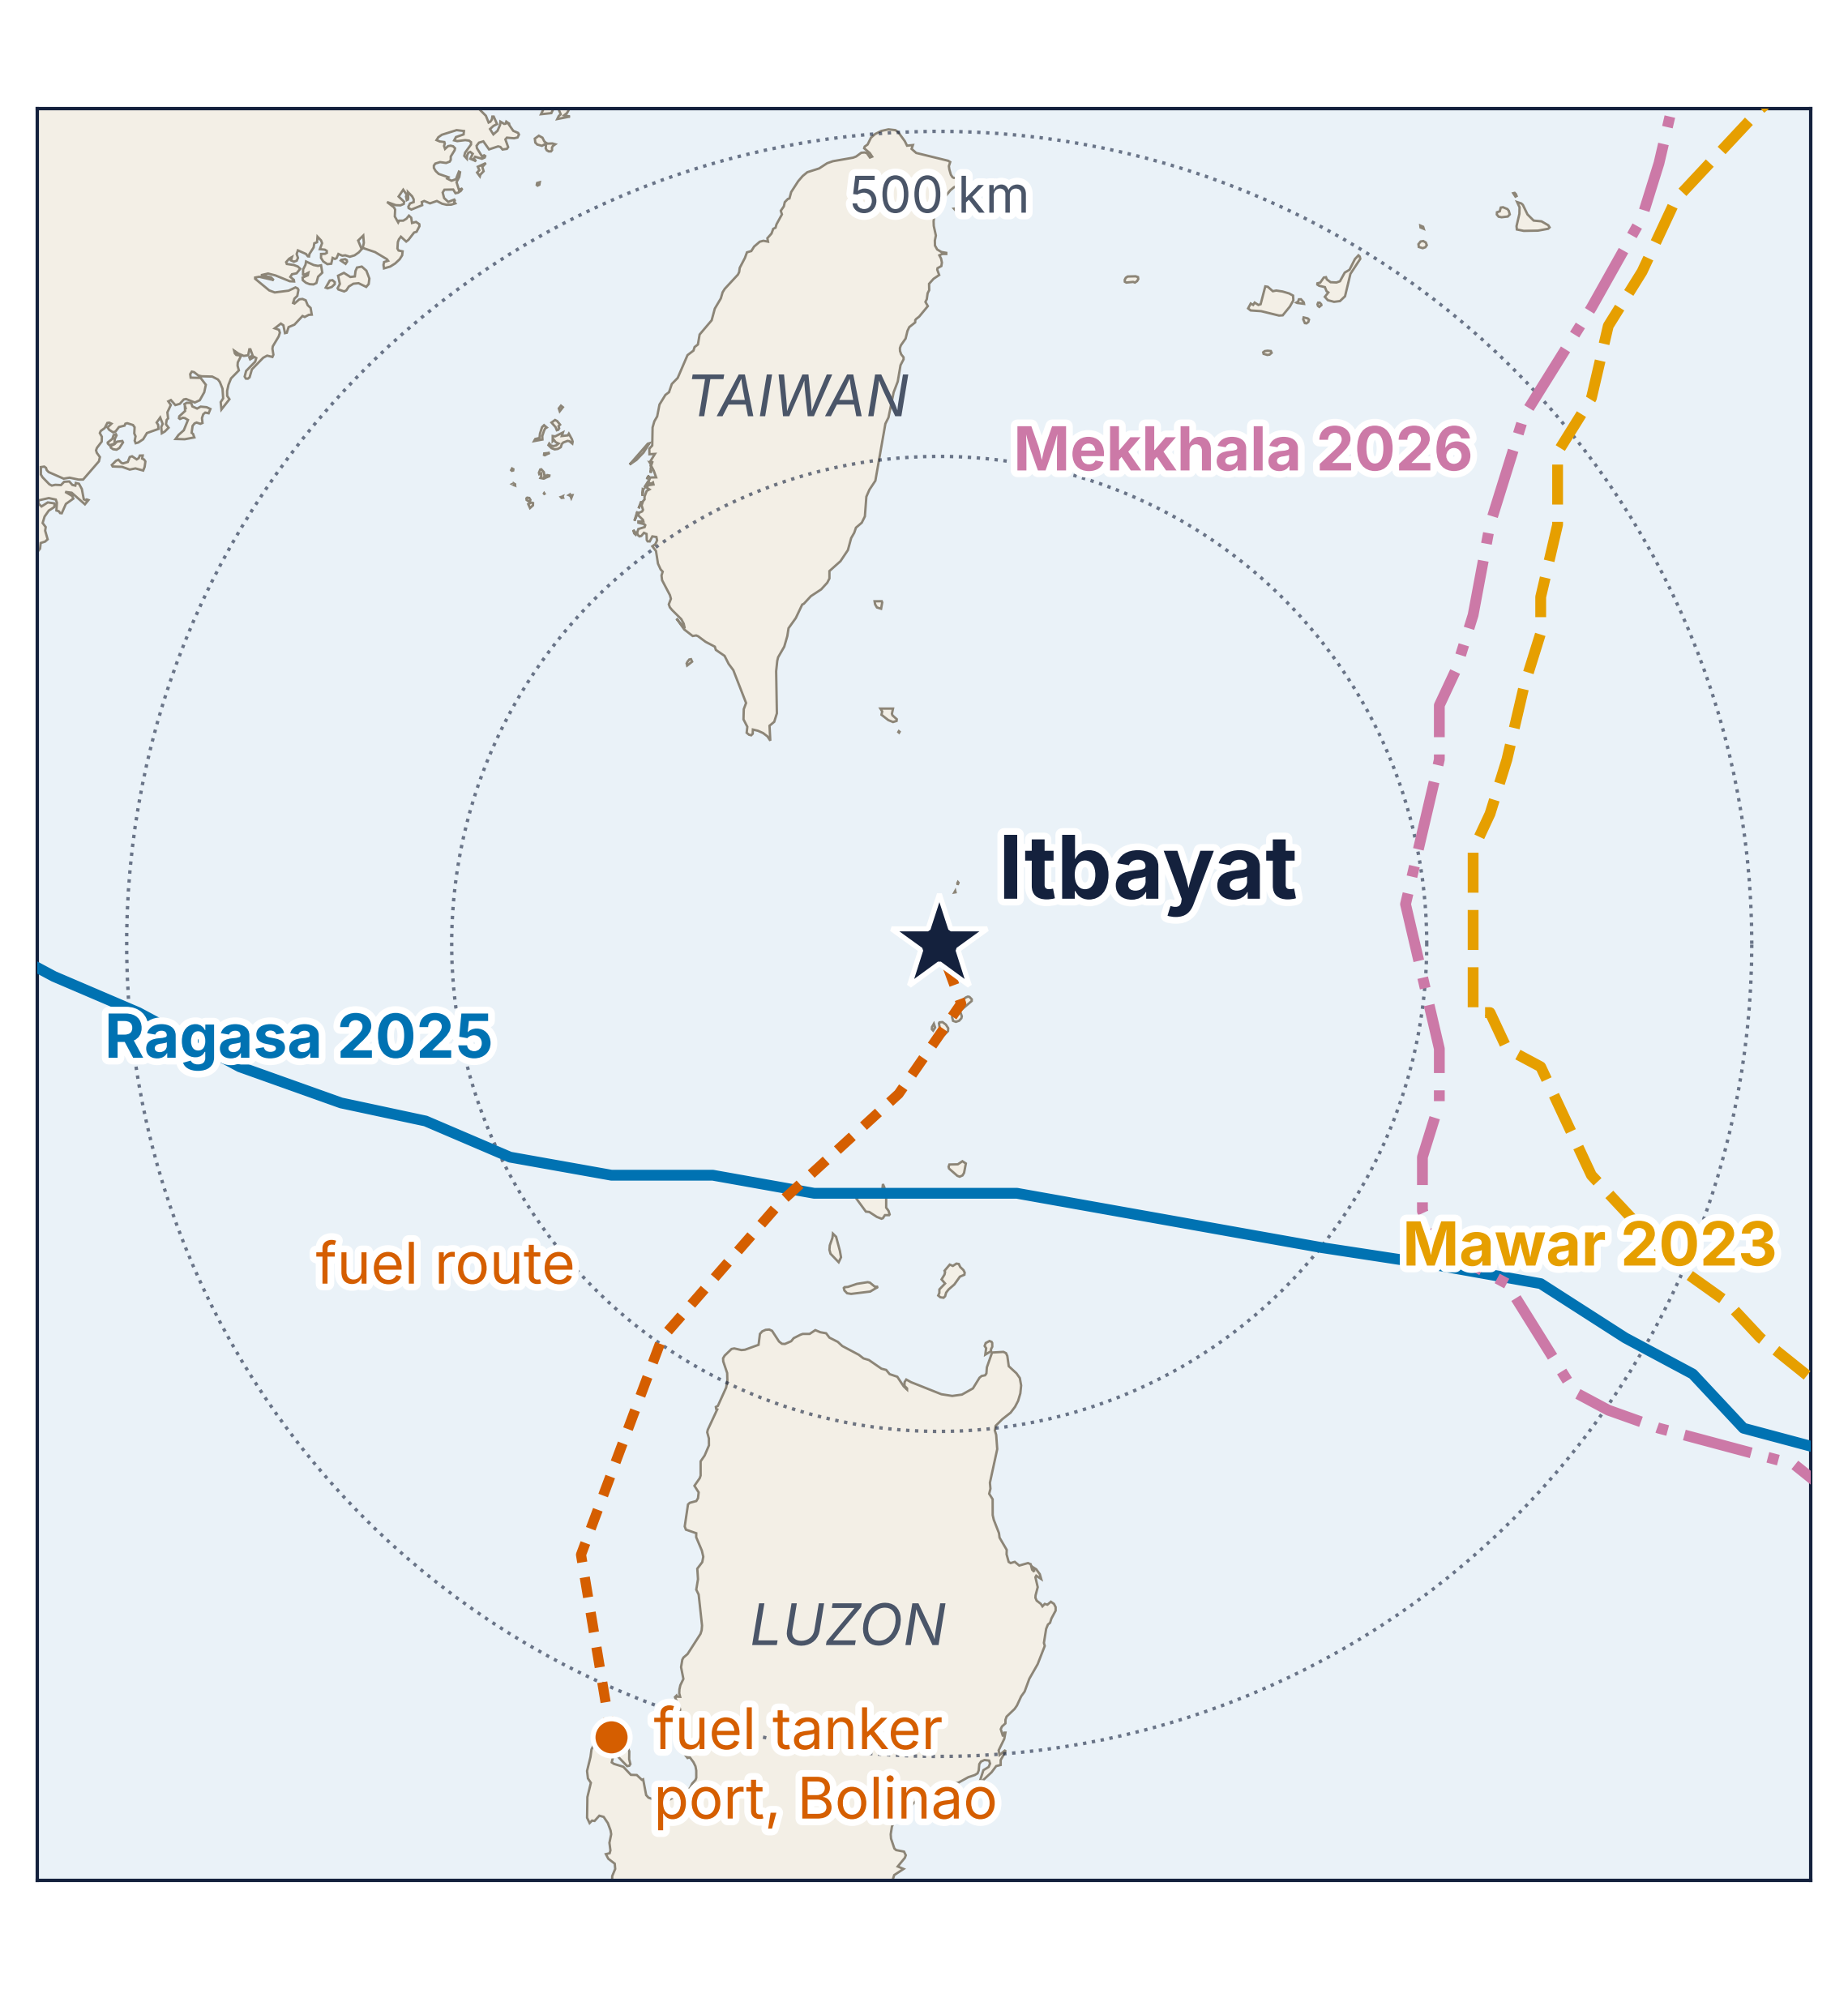 500 km
TAIWAN
Mekkhala 2026
Itbayat
Ragasa 2025
Mawar 2023
fuel route
LUZON
fuel tanker
port, Bolinao